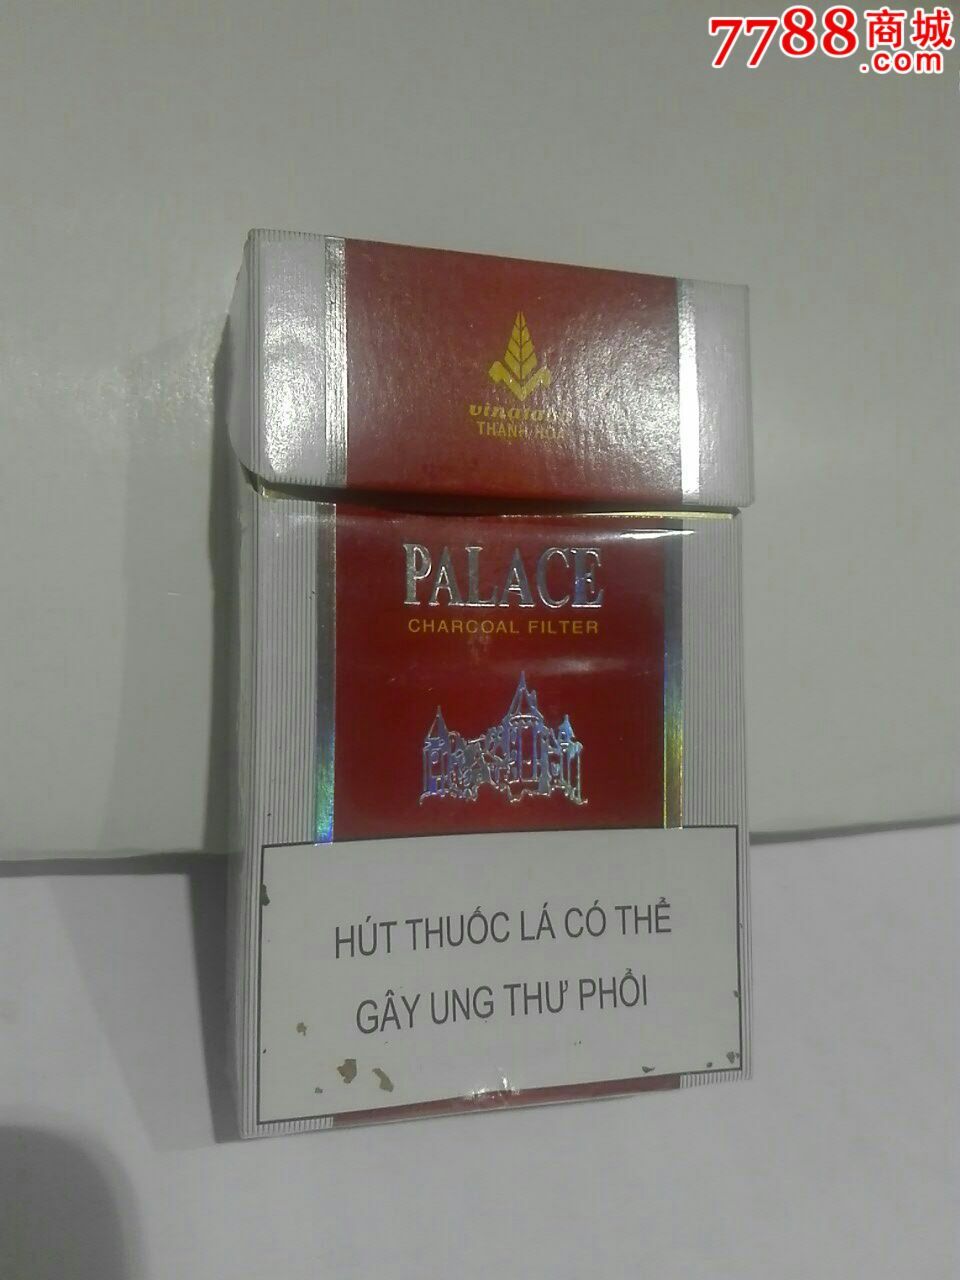 7788商城
.com
THANH HOA
PALACE
CHARCOAL FILTER
HÚT THUỐC LÁ CÓ THỂ
GÂY UNG THƯ PHỔI